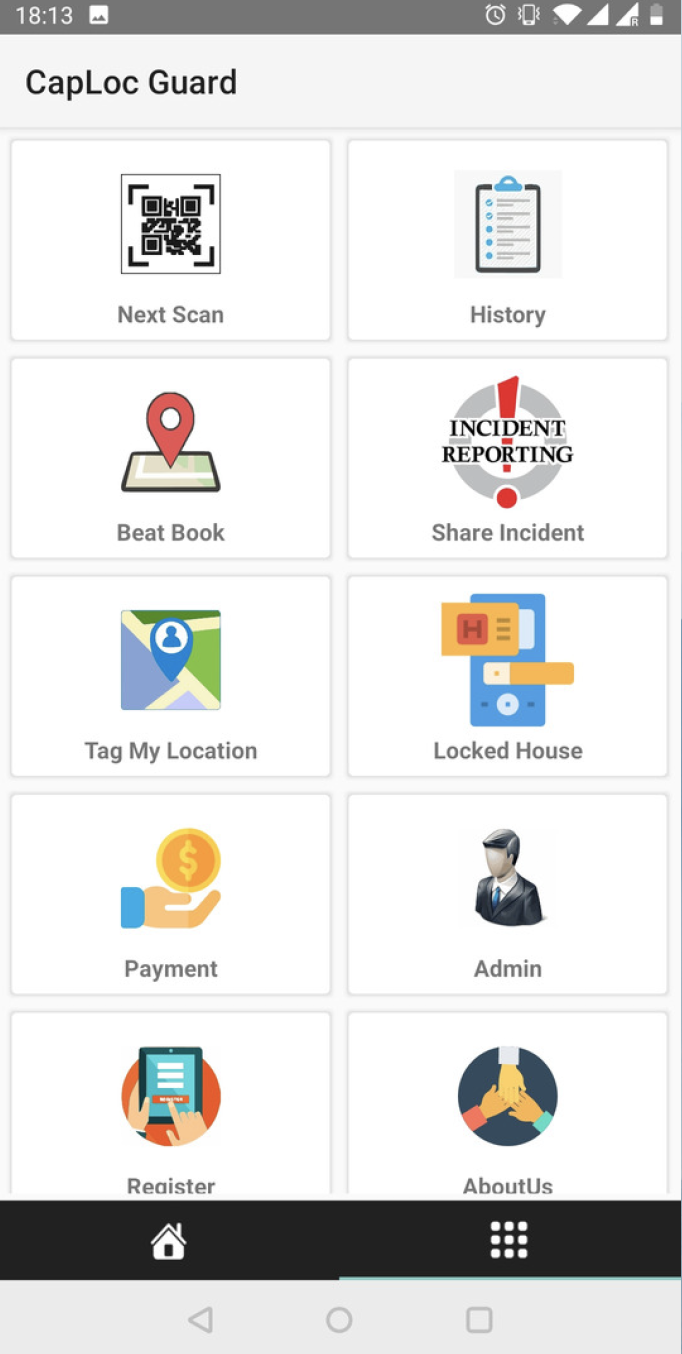 18:13
R
CapLoc Guard
Next Scan
History
Beat Book
INCIDENT
REPORTING
Share Incident
H
Tag My Location
Locked House
$
Payment
Admin
REGISTER
Register
AboutUs